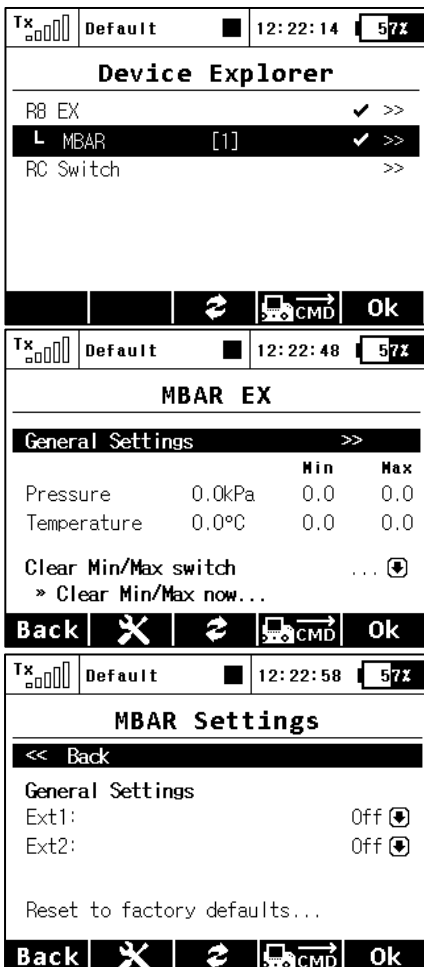 Tx Default 12:22:14 57%
Device Explorer
R8 EX ✔ >>
MBAR [1] ✔ >>
RC Switch >>
CMD Ok
Tx Default 12:22:48 57%
MBAR EX
General Settings >>
Min Max
Pressure 0.0kPa 0.0 0.0
Temperature 0.0°C 0.0 0.0
Clear Min/Max switch ...
» Clear Min/Max now...
Back CMD Ok
Tx Default 12:22:58 57%
MBAR Settings
<< Back
General Settings
Ext1: Off
Ext2: Off
Reset to factory defaults...
Back CMD Ok